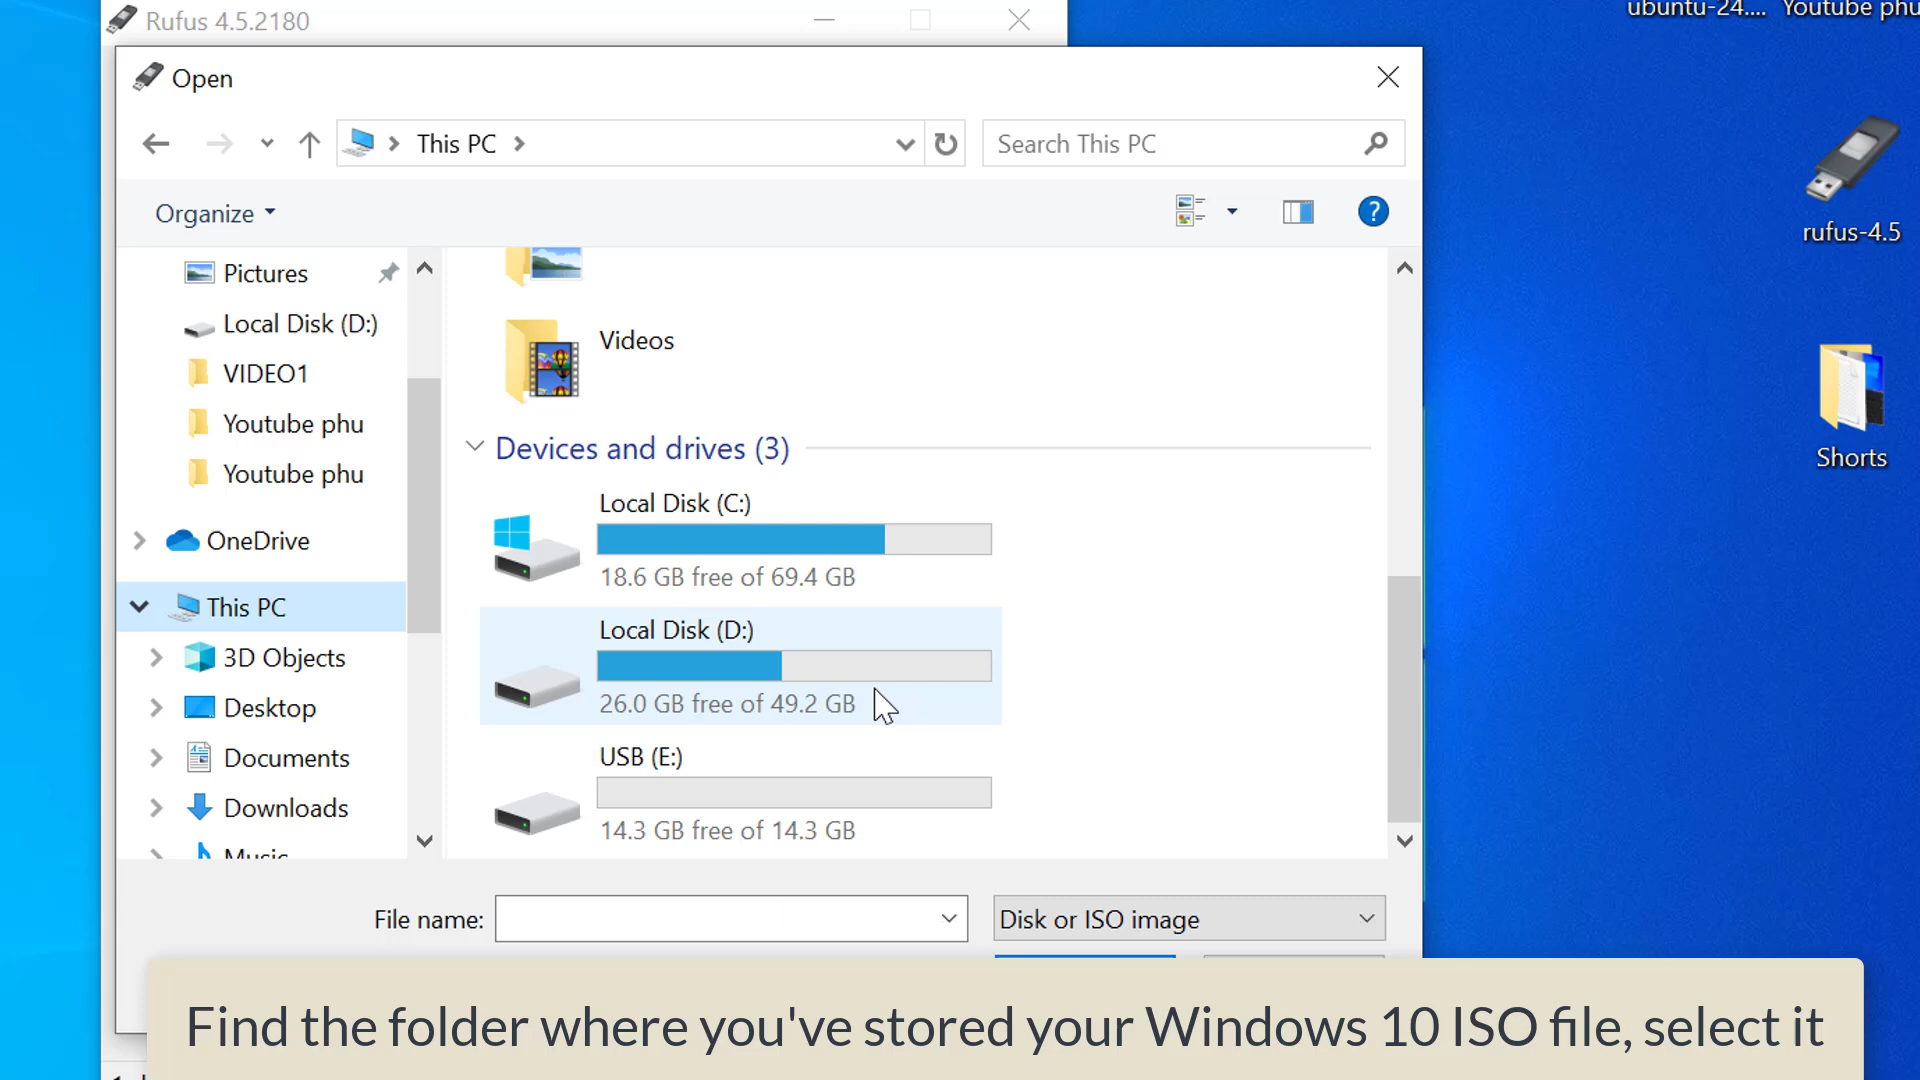 Rufus 4.5.2180
ubuntu-24.... Youtube phu
Open
This PC
Search This PC
Organize
rufus-4.5
Pictures
Local Disk (D:)
VIDEO1
Youtube phu
Youtube phu
OneDrive
This PC
3D Objects
Desktop
Documents
Downloads
Music
Videos
Devices and drives (3)
Local Disk (C:)
18.6 GB free of 69.4 GB
Local Disk (D:)
26.0 GB free of 49.2 GB
USB (E:)
14.3 GB free of 14.3 GB
Shorts
File name:
Disk or ISO image
Find the folder where you've stored your Windows 10 ISO file, select it